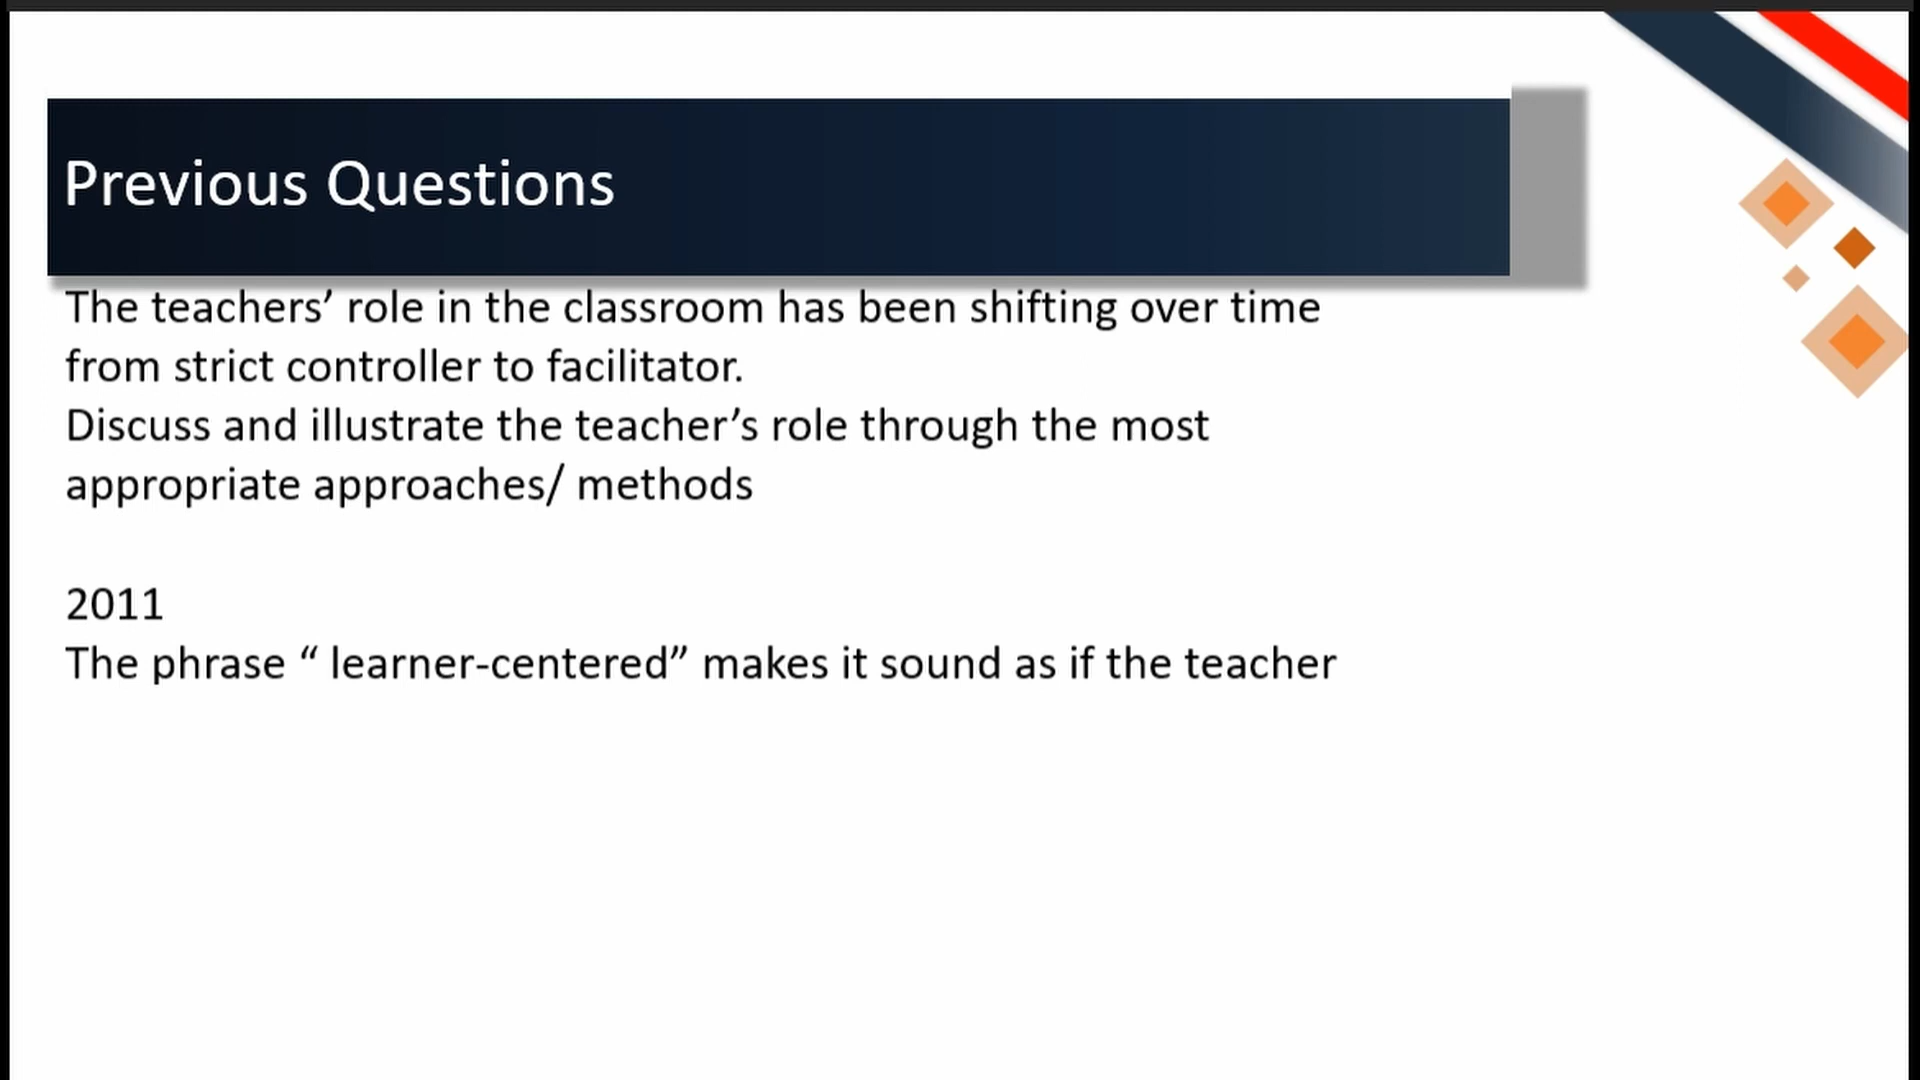 Previous Questions
The teachers’ role in the classroom has been shifting over time
from strict controller to facilitator.
Discuss and illustrate the teacher’s role through the most
appropriate approaches/ methods
2011
The phrase “ learner-centered” makes it sound as if the teacher